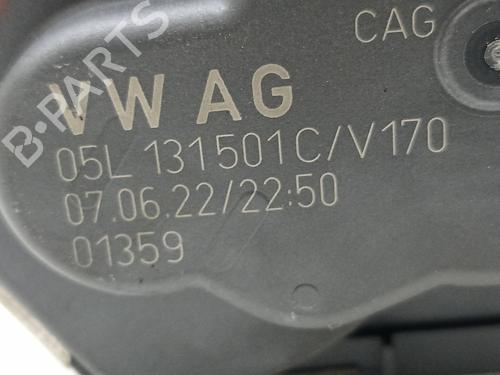 CAG
VW AG
05L 131501C/V170
07.06.22/22:50
01359
B-PARTS